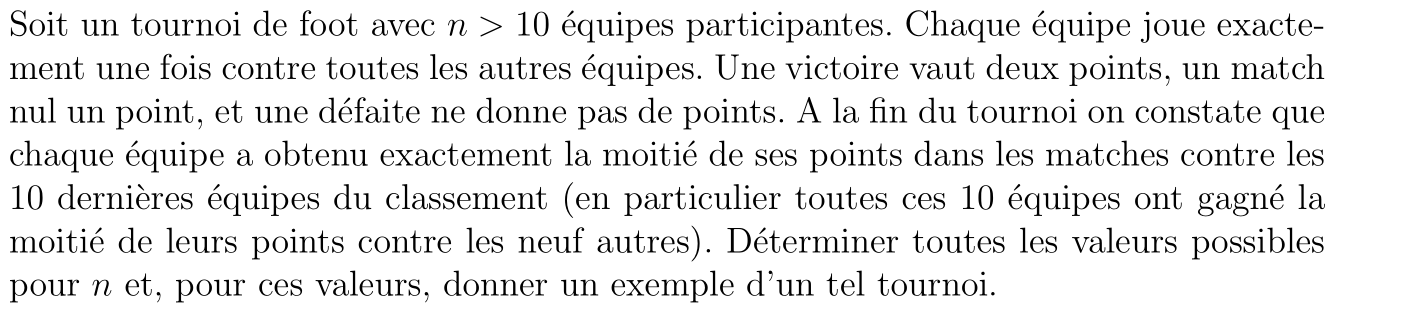 Soit un tournoi de foot avec n > 10 équipes participantes. Chaque équipe joue exacte-
ment une fois contre toutes les autres équipes. Une victoire vaut deux points, un match
nul un point, et une défaite ne donne pas de points. A la fin du tournoi on constate que
chaque équipe a obtenu exactement la moitié de ses points dans les matches contre les
10 dernières équipes du classement (en particulier toutes ces 10 équipes ont gagné la
moitié de leurs points contre les neuf autres). Déterminer toutes les valeurs possibles
pour n et, pour ces valeurs, donner un exemple d'un tel tournoi.